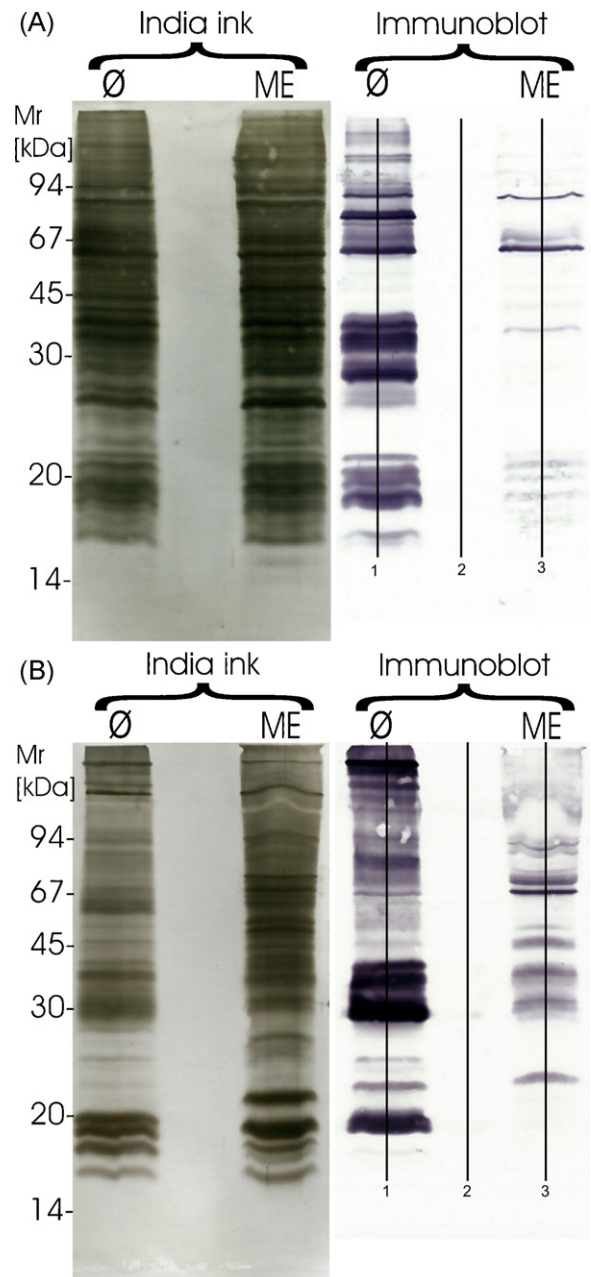 (A) India ink Immunoblot
Ø ME Ø ME
Mr
[kDa]
94-
67-
45-
30-
20-
14-
1 2 3
(B) India ink Immunoblot
Ø ME Ø ME
Mr
[kDa]
94-
67-
45-
30-
20-
14-
1 2 3